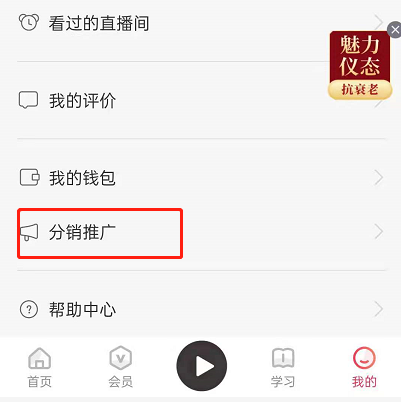 看过的直播间
魅力
仪态
抗衰老
我的评价
我的钱包
分销推广
帮助中心
首页
会员
学习
我的